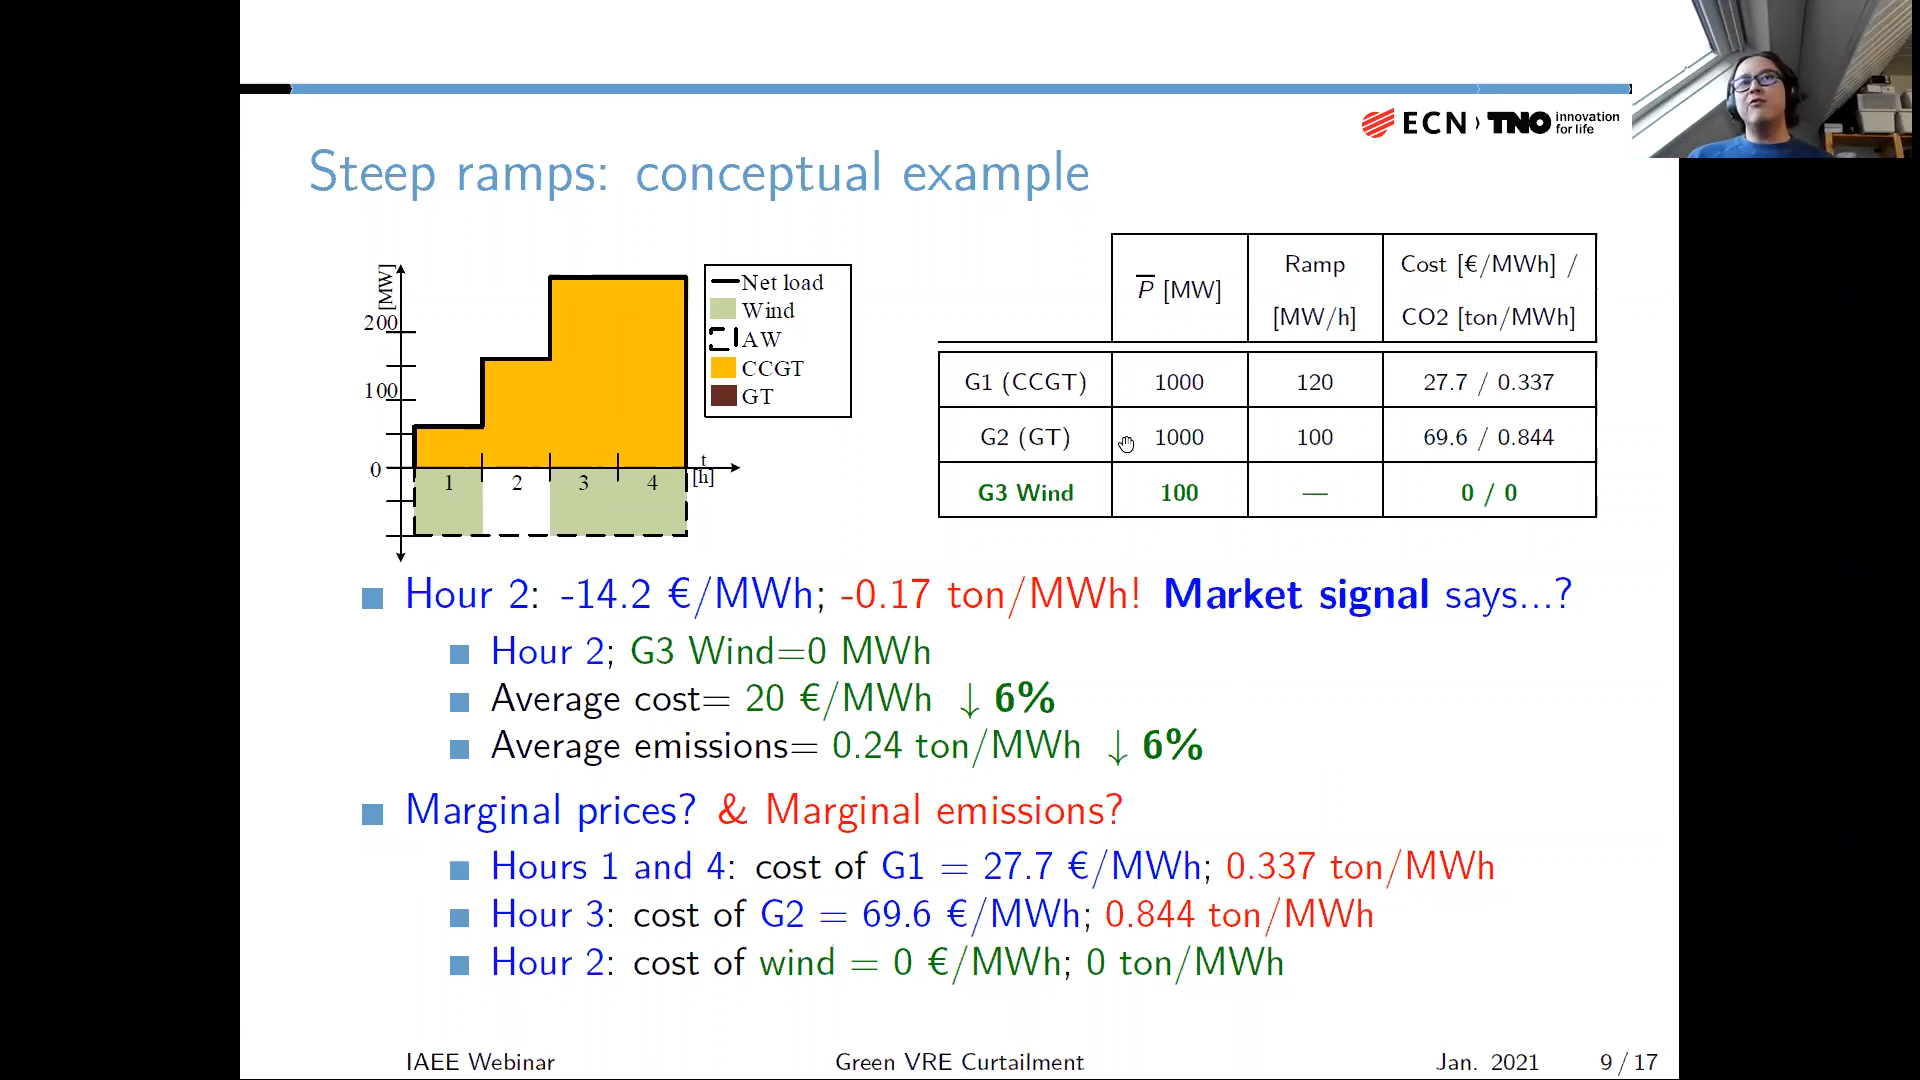 ECN TNO innovation for life
Steep ramps: conceptual example
[MW]
200
100
0
1 2 3 4
t
[h]
Net load
Wind
AW
CCGT
GT
P̅ [MW]
Ramp
[MW/h]
Cost [€/MWh] /
CO2 [ton/MWh]
G1 (CCGT) 1000 120 27.7 / 0.337
G2 (GT) 1000 100 69.6 / 0.844
G3 Wind 100 — 0 / 0
Hour 2: -14.2 €/MWh; -0.17 ton/MWh! Market signal says...?
Hour 2; G3 Wind=0 MWh
Average cost= 20 €/MWh ↓ 6%
Average emissions= 0.24 ton/MWh ↓ 6%
Marginal prices? & Marginal emissions?
Hours 1 and 4: cost of G1 = 27.7 €/MWh; 0.337 ton/MWh
Hour 3: cost of G2 = 69.6 €/MWh; 0.844 ton/MWh
Hour 2: cost of wind = 0 €/MWh; 0 ton/MWh
IAEE Webinar Green VRE Curtailment Jan. 2021 9 / 17